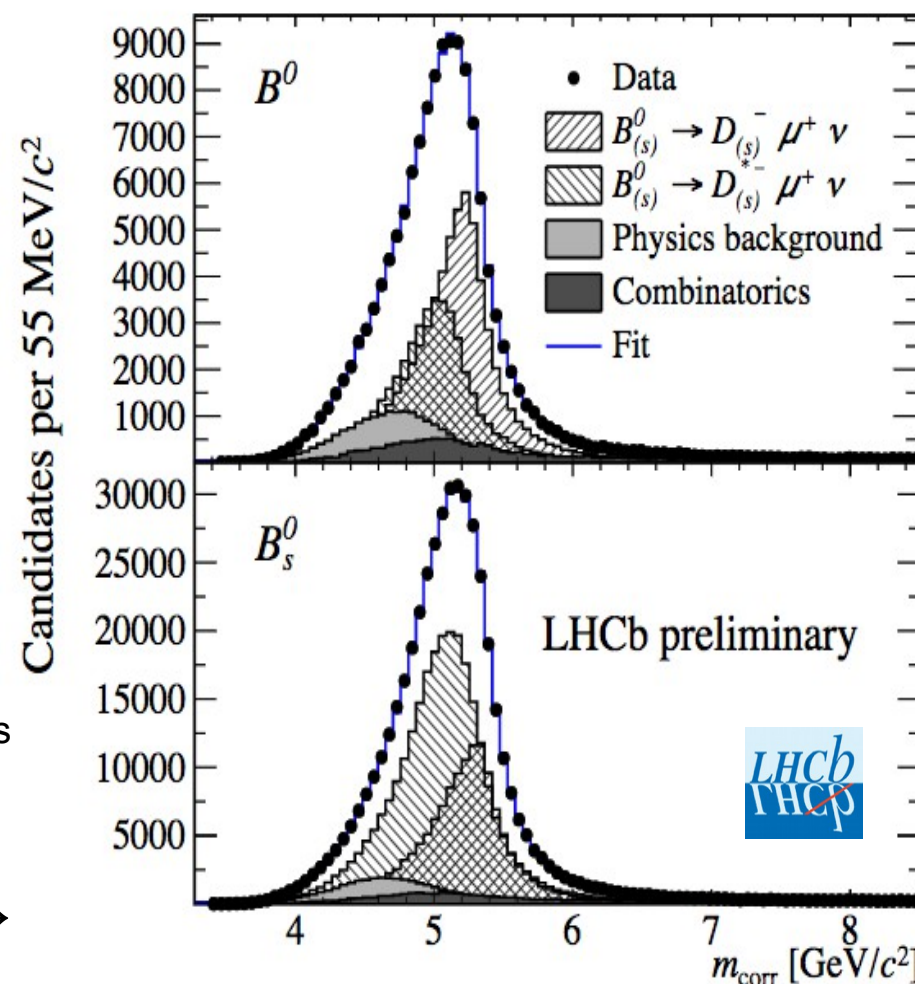 Candidates per 55 MeV/c²
9000
8000
7000
6000
5000
4000
3000
2000
1000
B⁰
Data
B⁰₍ₛ₎ → D₍ₛ₎⁻ μ⁺ ν
B⁰₍ₛ₎ → D₍ₛ₎*⁻ μ⁺ ν
Physics background
Combinatorics
Fit
30000
25000
20000
15000
10000
5000
B⁰ₛ
LHCb preliminary
LHCb
LHCb
s
4 5 6 7 8
m_corr [GeV/c²]